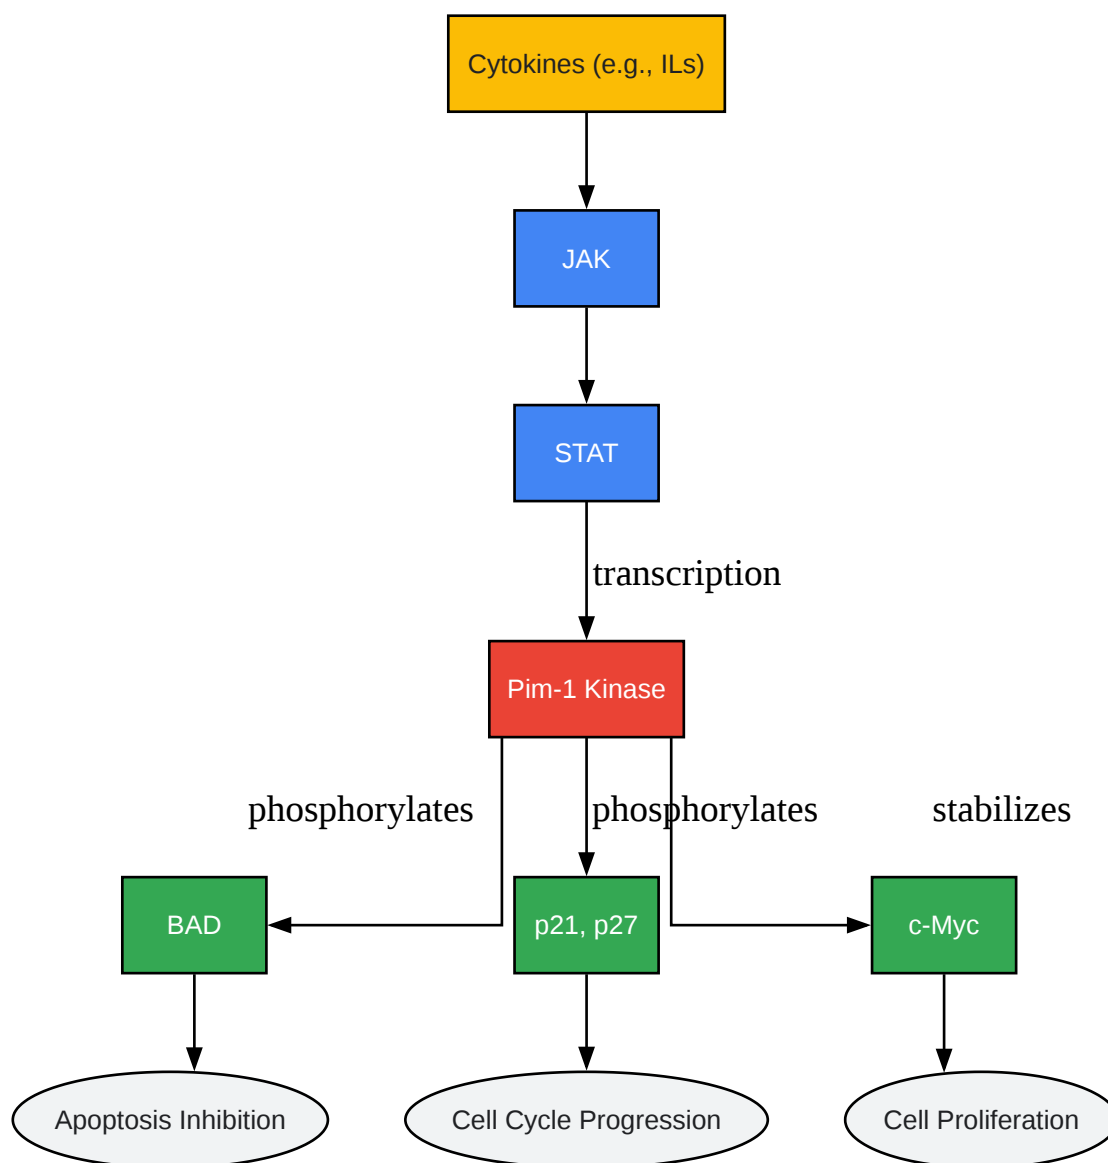 Cytokines (e.g., ILs)
JAK
STAT
transcription
Pim-1 Kinase
phosphorylates
phosphorylates
stabilizes
BAD
p21, p27
c-Myc
Apoptosis Inhibition
Cell Cycle Progression
Cell Proliferation